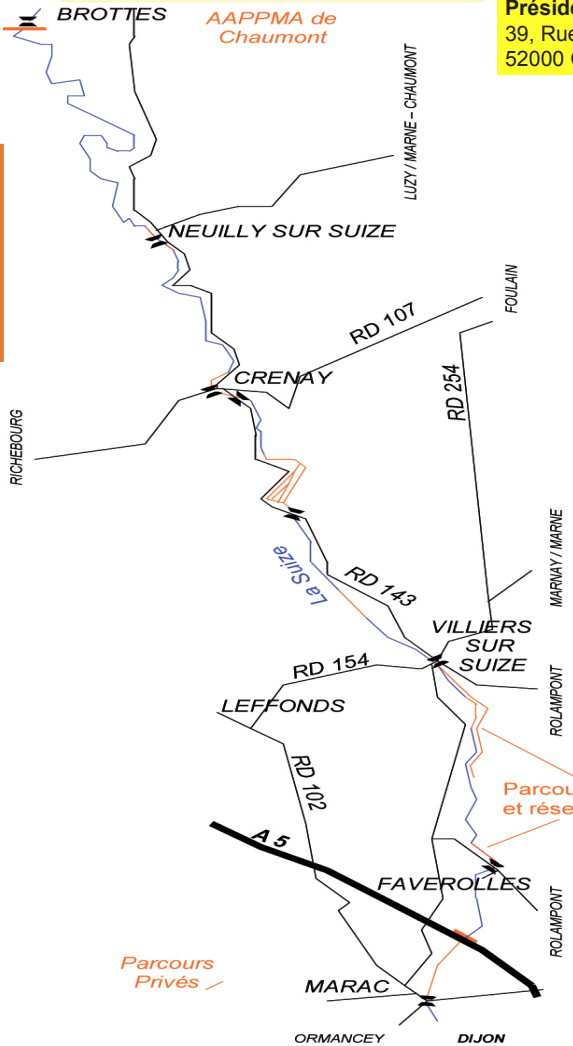 BROTTES
AAPPMA de
Chaumont
39, Rue
52000
LUZY / MARNE – CHAUMONT
NEUILLY SUR SUIZE
FOULAIN
RD 107
CRENAY
RD 254
RICHEBOURG
La Suize
RD 143
MARNAY / MARNE
VILLIERS
SUR
SUIZE
RD 154
ROLAMPONT
LEFFONDS
RD 102
et
A 5
FAVEROLLES
ROLAMPONT
Parcours
Privés
MARAC
ORMANCEY
DIJON